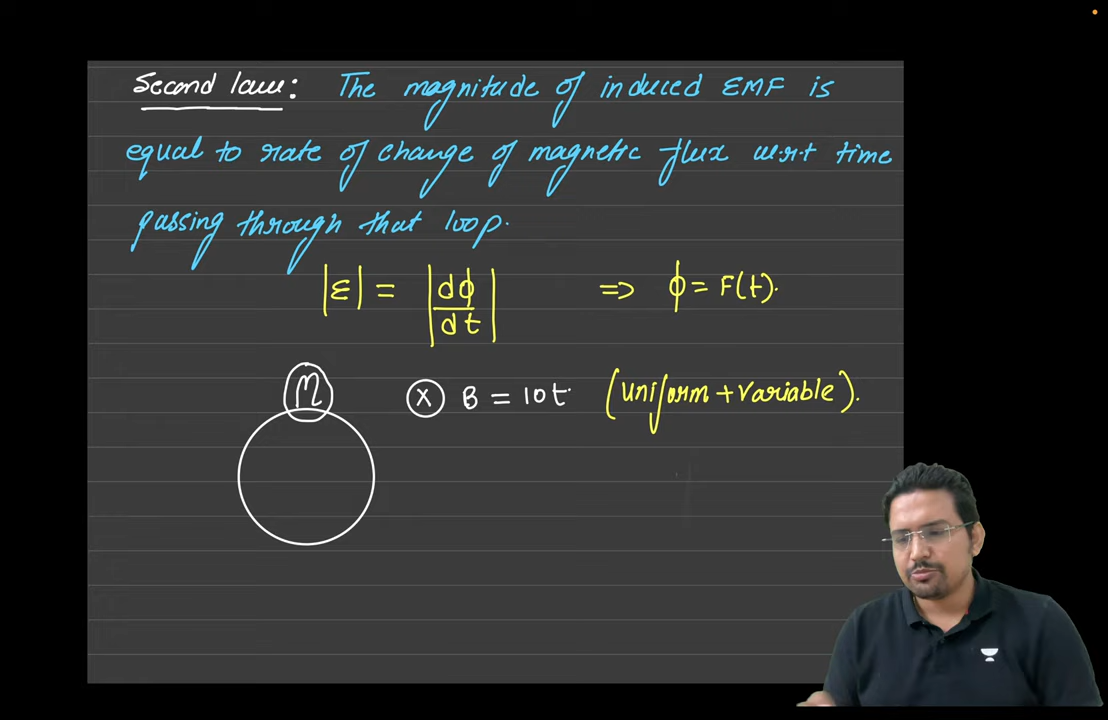 Second law: The magnitude of induced EMF is
equal to rate of change of magnetic flux w.r.t time
passing through that loop.
|ε| = |dϕ/dt| ⇒ ϕ = F(t).
ⓧ B = 10t (uniform + variable).